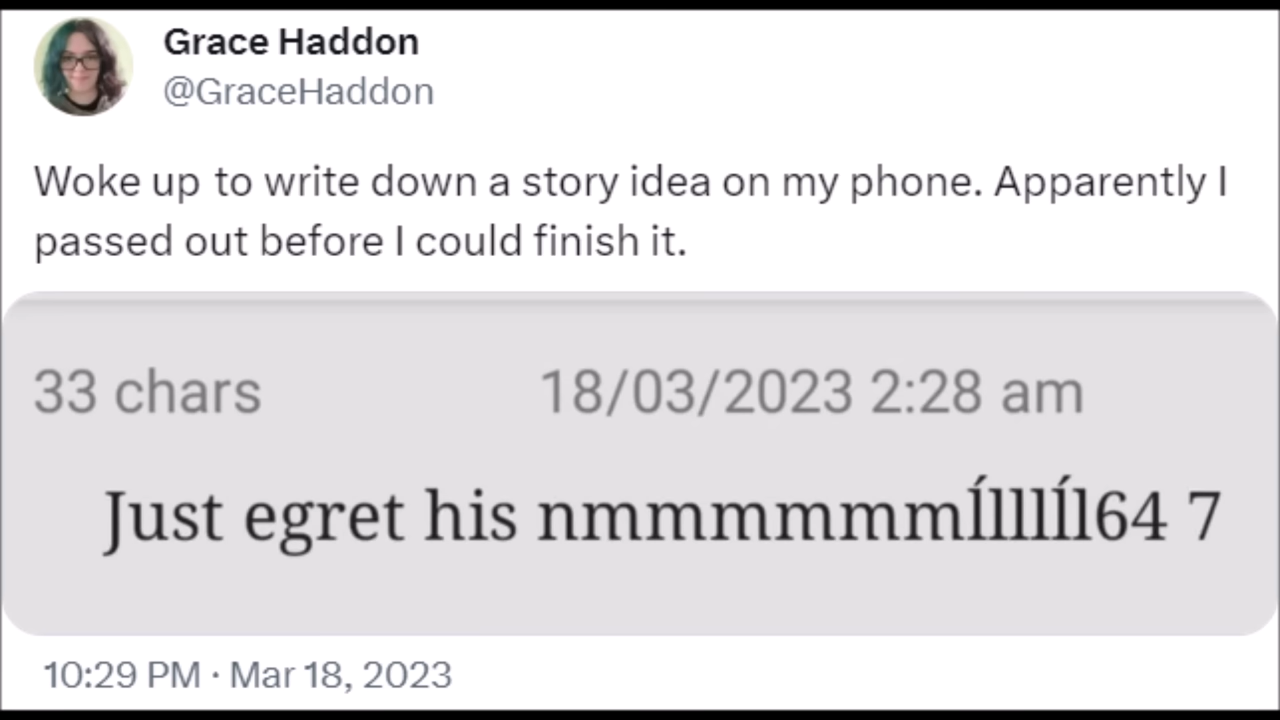 Grace Haddon
@GraceHaddon
Woke up to write down a story idea on my phone. Apparently I
passed out before I could finish it.
33 chars 18/03/2023 2:28 am
Just egret his nmmmmmmmÍlllÍl64 7
10:29 PM · Mar 18, 2023